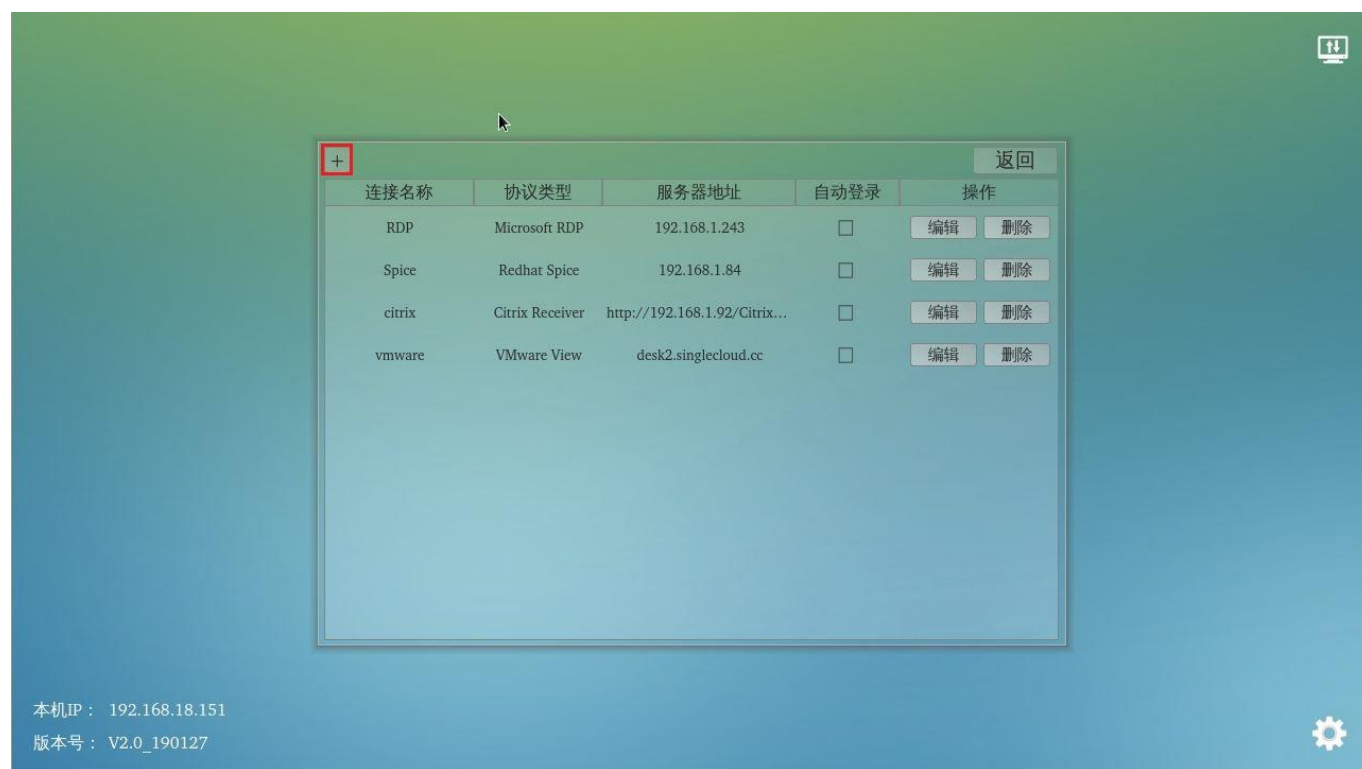 + 返回
连接名称 协议类型 服务器地址 自动登录 操作
RDP Microsoft RDP 192.168.1.243 编辑 删除
Spice Redhat Spice 192.168.1.84 编辑 删除
citrix Citrix Receiver http://192.168.1.92/Citrix... 编辑 删除
vmware VMware View desk2.singlecloud.cc 编辑 删除
本机IP： 192.168.18.151
版本号： V2.0_190127